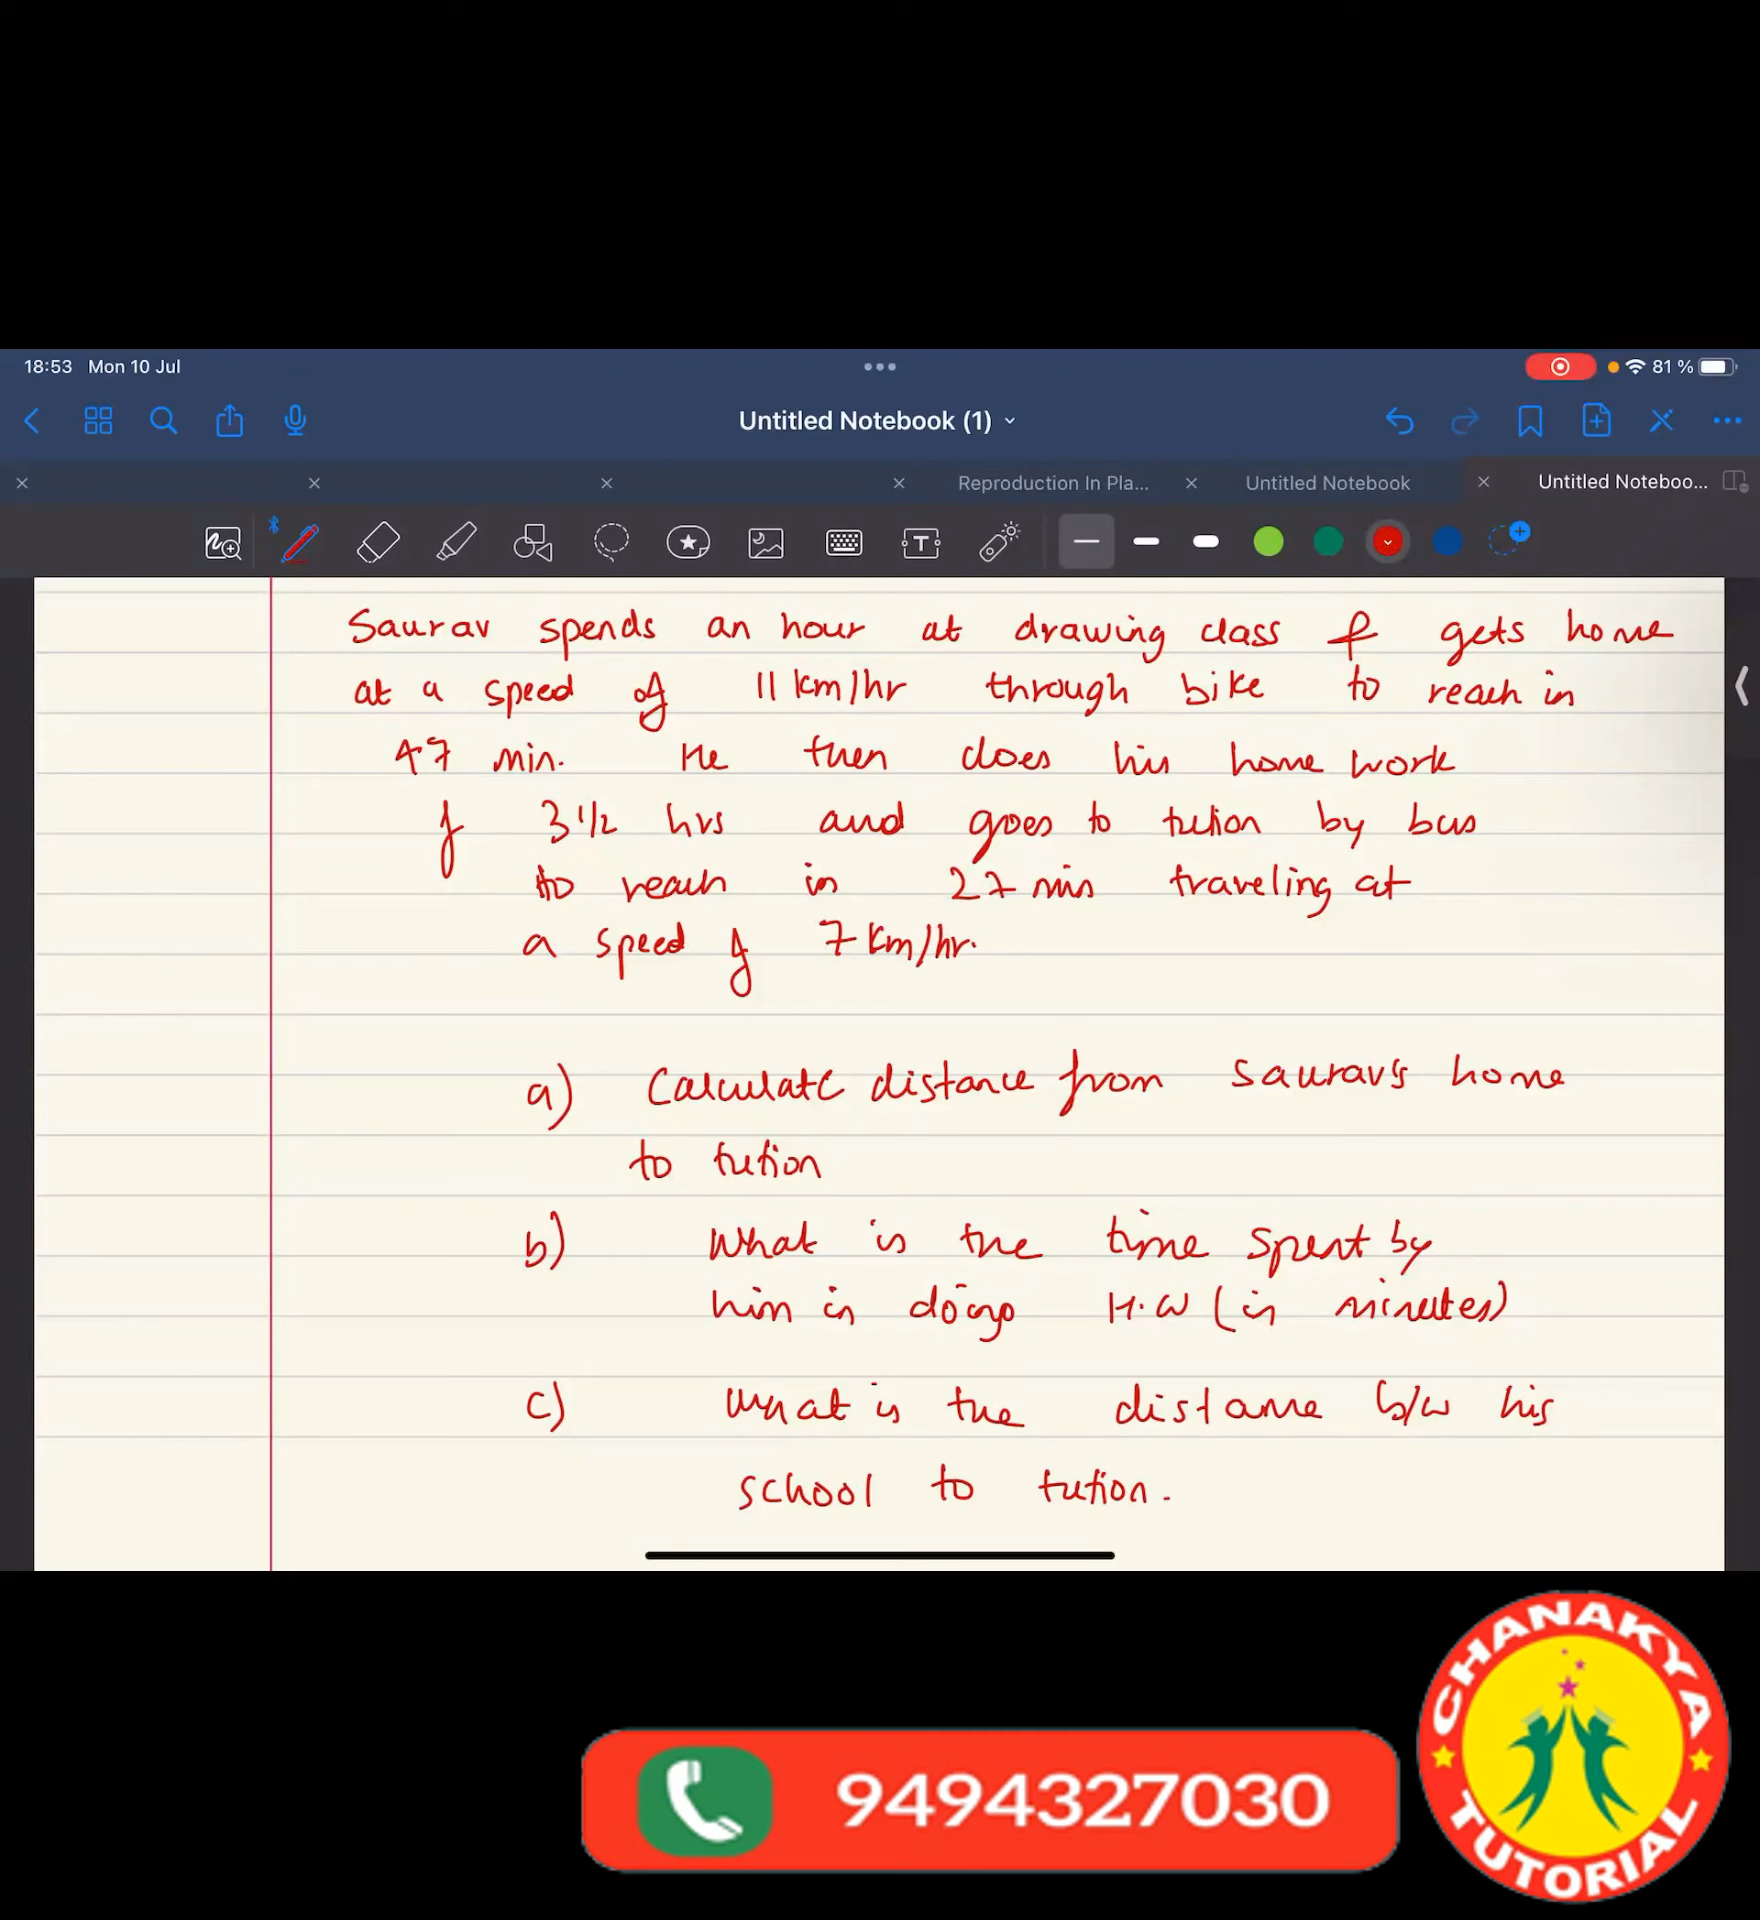 18:53 Mon 10 Jul
81 %
Untitled Notebook (1)
Reproduction In Pla...
Untitled Notebook
Untitled Noteboo...
Saurav spends an hour at drawing class & gets home
at a speed of 11 km/hr through bike to reach in
47 min. He then does his home work
of 3 1/2 hrs and goes to tution by bus
to reach in 27 min traveling at
a speed of 7 km/hr.
a) Calculate distance from Saurav's home
to tution
b) What is the time spent by
him in doing H.W (in minutes)
c) What is the distance b/w his
school to tution.
9494327030
CHANAKYA
TUTORIAL